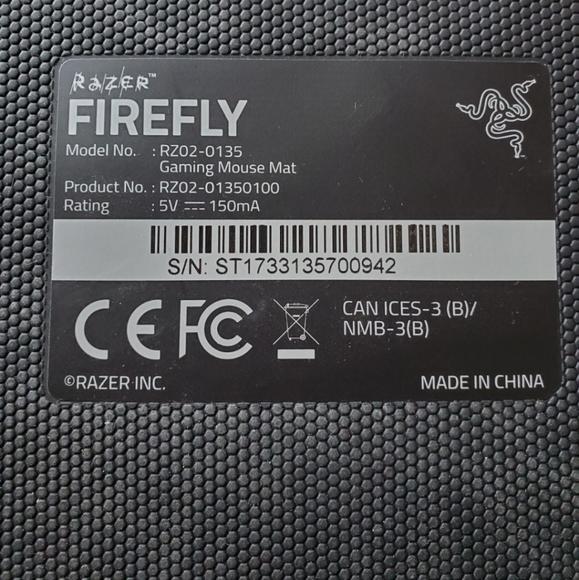 RAZER™
FIREFLY
Model No. : RZ02-0135
Gaming Mouse Mat
Product No. : RZ02-01350100
Rating : 5V ⎓ 150mA
S/N: ST1733135700942
CE FC
CAN ICES-3 (B)/
NMB-3(B)
©RAZER INC.
MADE IN CHINA